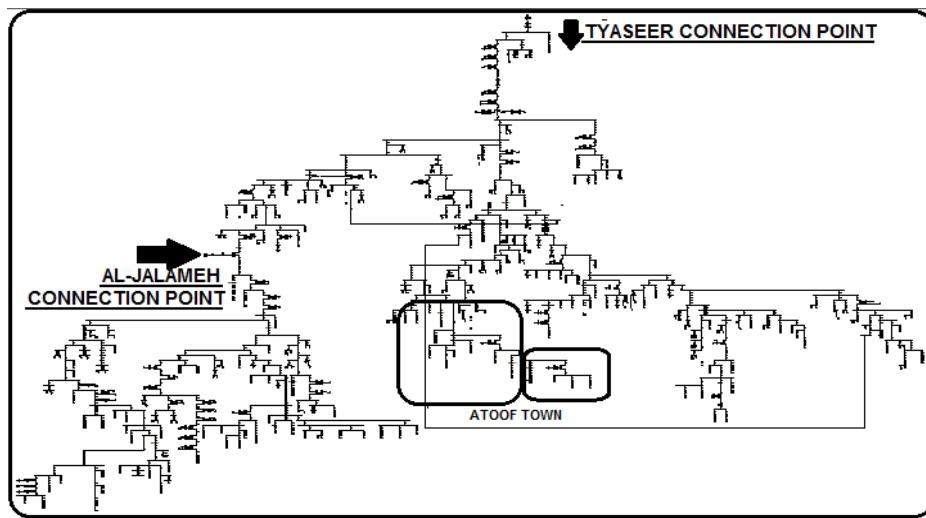 TYASEER CONNECTION POINT
AL-JALAMEH
CONNECTION POINT
ATOOF TOWN